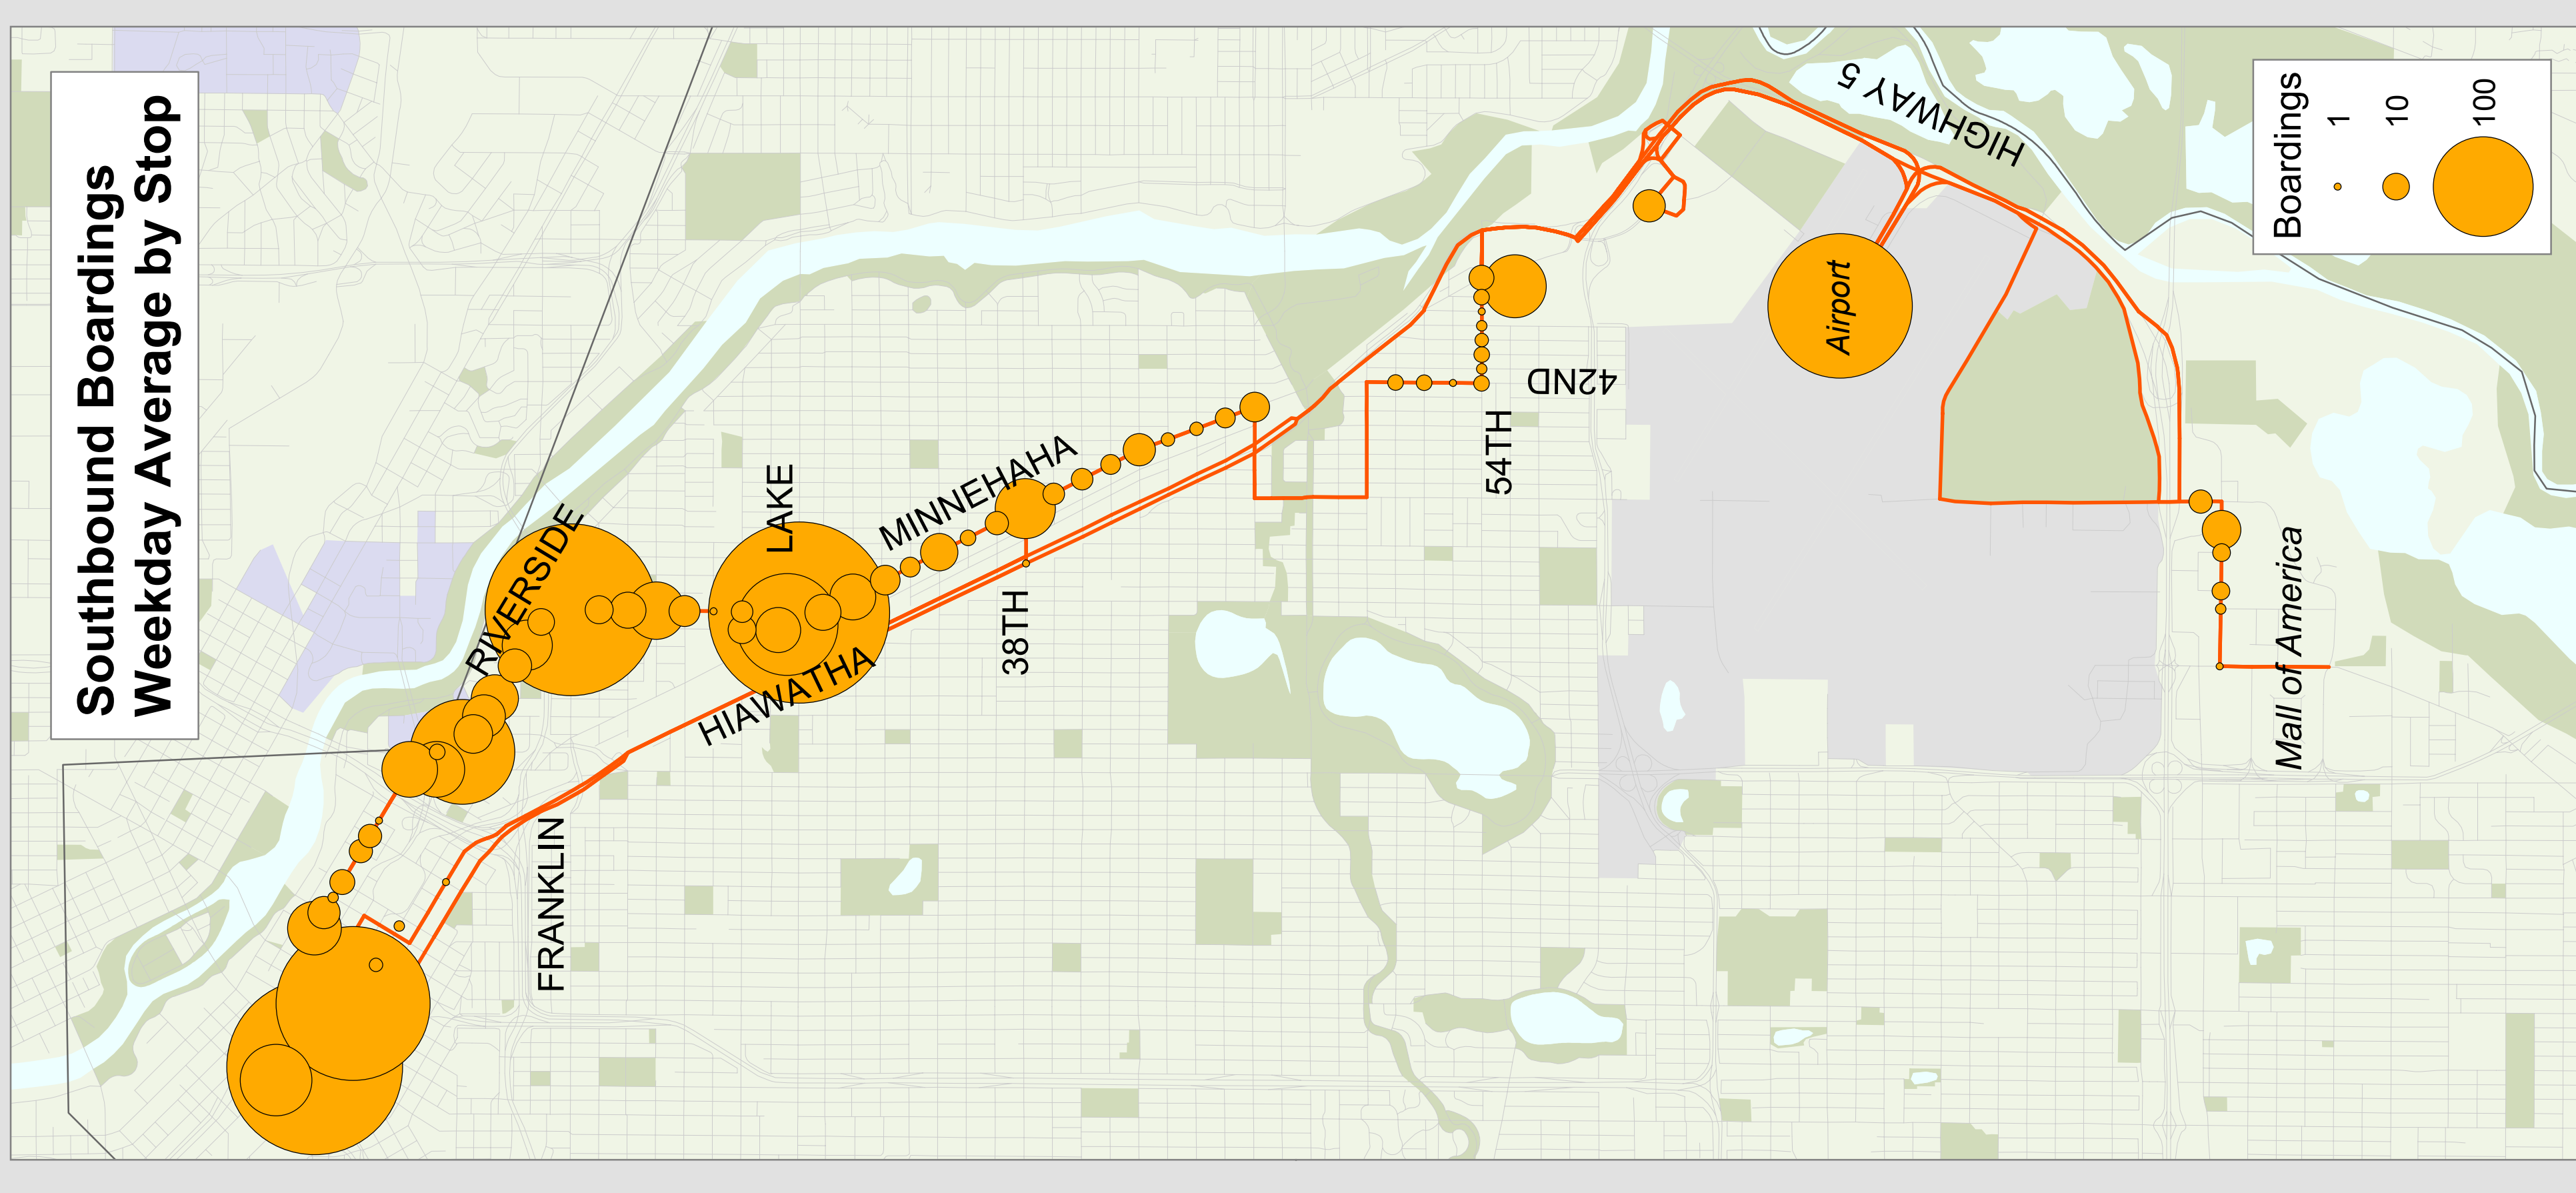 Southbound Boardings
Weekday Average by Stop
RIVERSIDE
LAKE
MINNEHAHA
HIAWATHA
38TH
FRANKLIN
54TH
42ND
HIGHWAY 5
Airport
Mall of America
Boardings
1
10
100